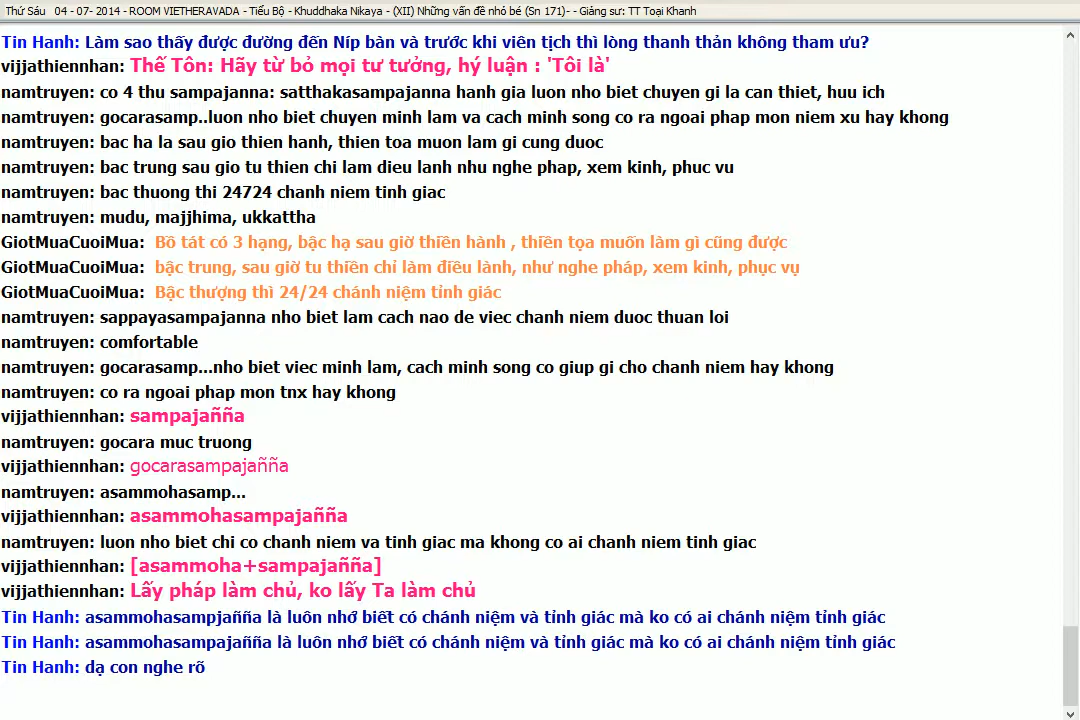 Thứ Sáu 04 - 07- 2014 - ROOM VIETHERAVADA - Tiểu Bộ - Khuddhaka Nikaya - (XII) Những vấn đề nhỏ bé (Sn 171)- - Giảng sư: TT Toại Khanh
Tin Hanh: Làm sao thấy được đường đến Níp bàn và trước khi viên tịch thì lòng thanh thản không tham ưu?
vijjathiennhan: Thế Tôn: Hãy từ bỏ mọi tư tưởng, hý luận : 'Tôi là'
namtruyen: co 4 thu sampajanna: satthakasampajanna hanh gia luon nho biet chuyen gi la can thiet, huu ich
namtruyen: gocarasamp..luon nho biet chuyen minh lam va cach minh song co ra ngoai phap mon niem xu hay khong
namtruyen: bac ha la sau gio thien hanh, thien toa muon lam gi cung duoc
namtruyen: bac trung sau gio tu thien chi lam dieu lanh nhu nghe phap, xem kinh, phuc vu
namtruyen: bac thuong thi 24724 chanh niem tinh giac
namtruyen: mudu, majjhima, ukkattha
GiotMuaCuoiMua: Bồ tát có 3 hạng, bậc hạ sau giờ thiền hành , thiền tọa muốn làm gì cũng được
GiotMuaCuoiMua: bậc trung, sau giờ tu thiền chỉ làm điều lành, như nghe pháp, xem kinh, phục vụ
GiotMuaCuoiMua: Bậc thượng thì 24/24 chánh niệm tỉnh giác
namtruyen: sappayasampajanna nho biet lam cach nao de viec chanh niem duoc thuan loi
namtruyen: comfortable
namtruyen: gocarasamp...nho biet viec minh lam, cach minh song co giup gi cho chanh niem hay khong
namtruyen: co ra ngoai phap mon tnx hay khong
vijjathiennhan: sampajañña
namtruyen: gocara muc truong
vijjathiennhan: gocarasampajañña
namtruyen: asammohasamp...
vijjathiennhan: asammohasampajañña
namtruyen: luon nho biet chi co chanh niem va tinh giac ma khong co ai chanh niem tinh giac
vijjathiennhan: [asammoha+sampajañña]
vijjathiennhan: Lấy pháp làm chủ, ko lấy Ta làm chủ
Tin Hanh: asammohasampjañña là luôn nhớ biết có chánh niệm và tỉnh giác mà ko có ai chánh niệm tỉnh giác
Tin Hanh: asammohasampajañña là luôn nhớ biết có chánh niệm và tỉnh giác mà ko có ai chánh niệm tỉnh giác
Tin Hanh: dạ con nghe rõ